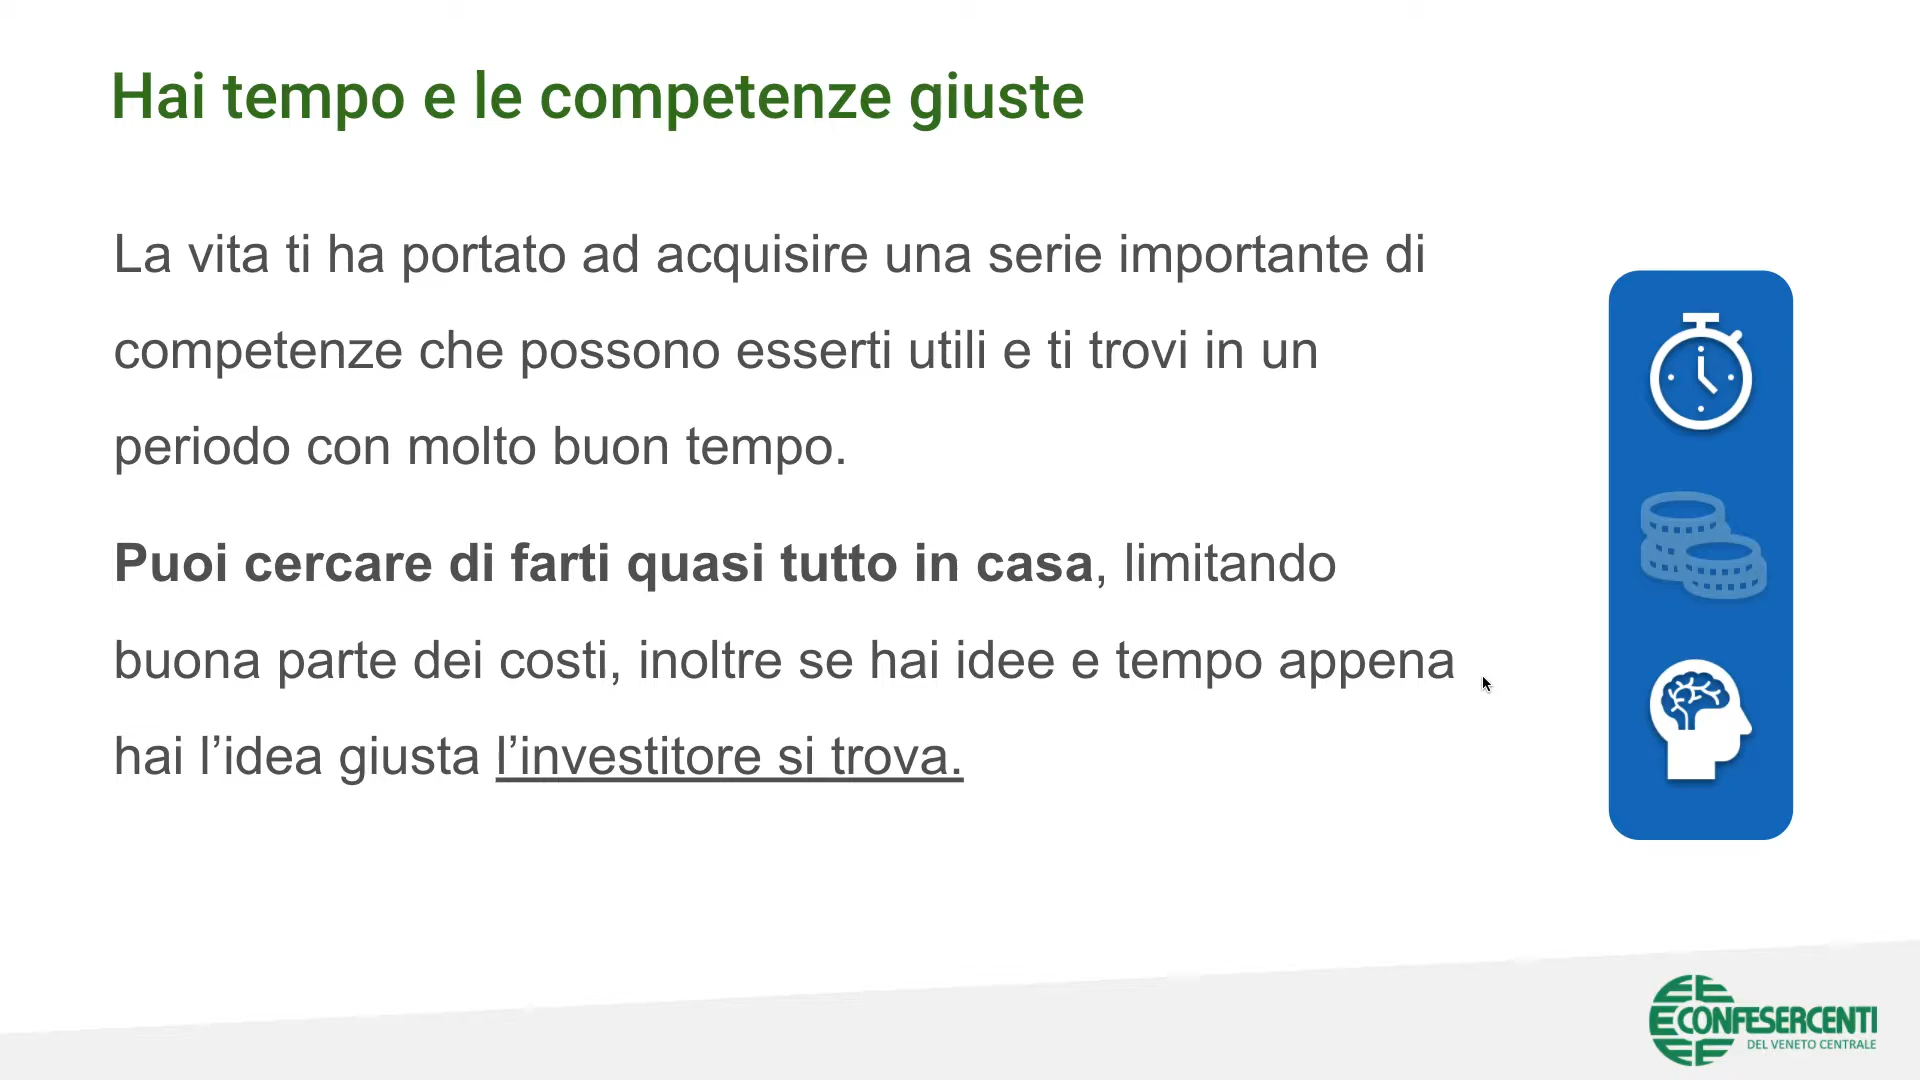 Hai tempo e le competenze giuste
La vita ti ha portato ad acquisire una serie importante di
competenze che possono esserti utili e ti trovi in un
periodo con molto buon tempo.
Puoi cercare di farti quasi tutto in casa, limitando
buona parte dei costi, inoltre se hai idee e tempo appena
hai l’idea giusta l’investitore si trova.
CONFESERCENTI
DEL VENETO CENTRALE